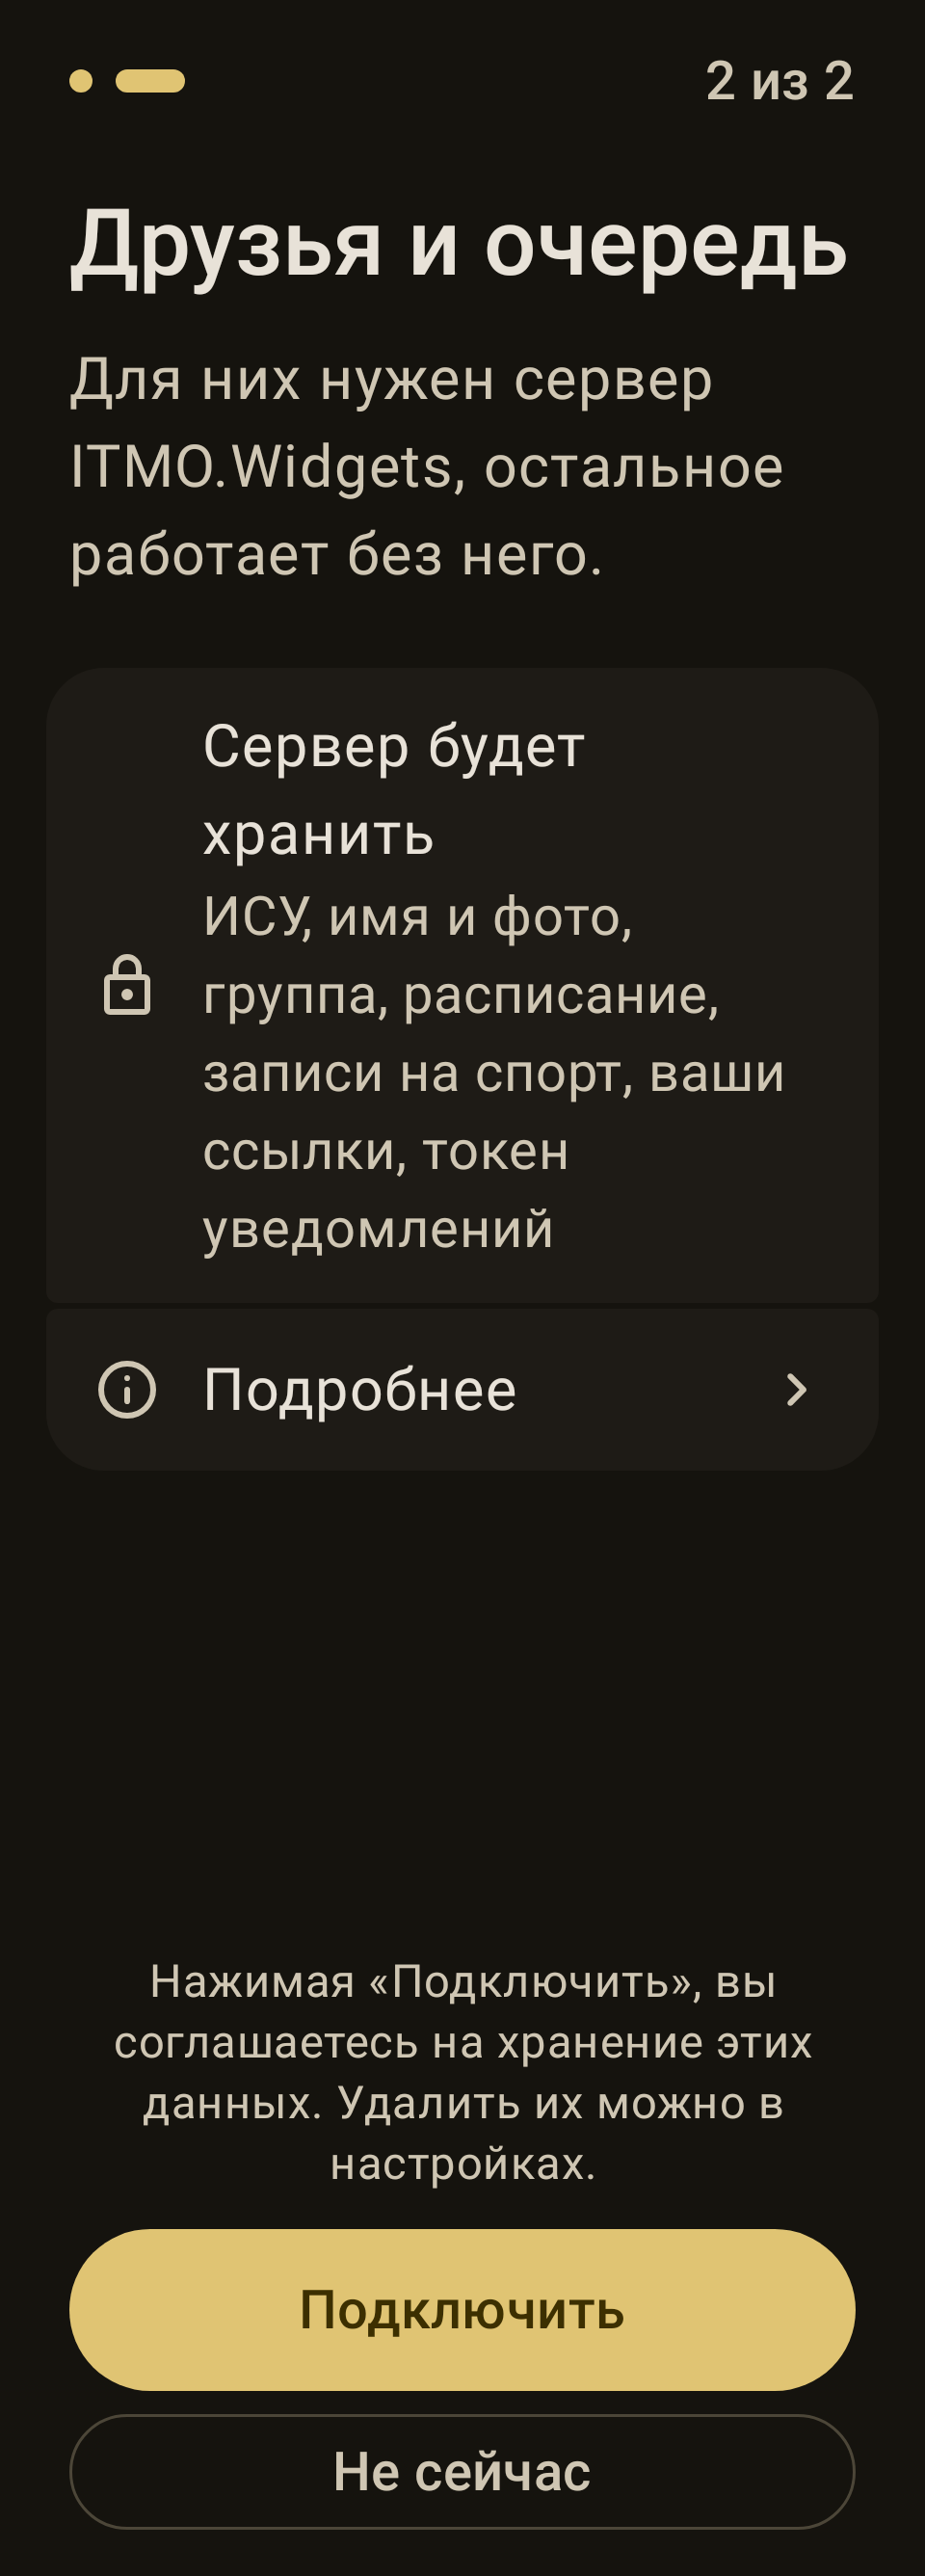 2 из 2
Друзья и очередь
Для них нужен сервер
ITMO.Widgets, остальное
работает без него.
Сервер будет
хранить
ИСУ, имя и фото,
группа, расписание,
записи на спорт, ваши
ссылки, токен
уведомлений
Подробнее
Нажимая «Подключить», вы
соглашаетесь на хранение этих
данных. Удалить их можно в
настройках.
Подключить
Не сейчас